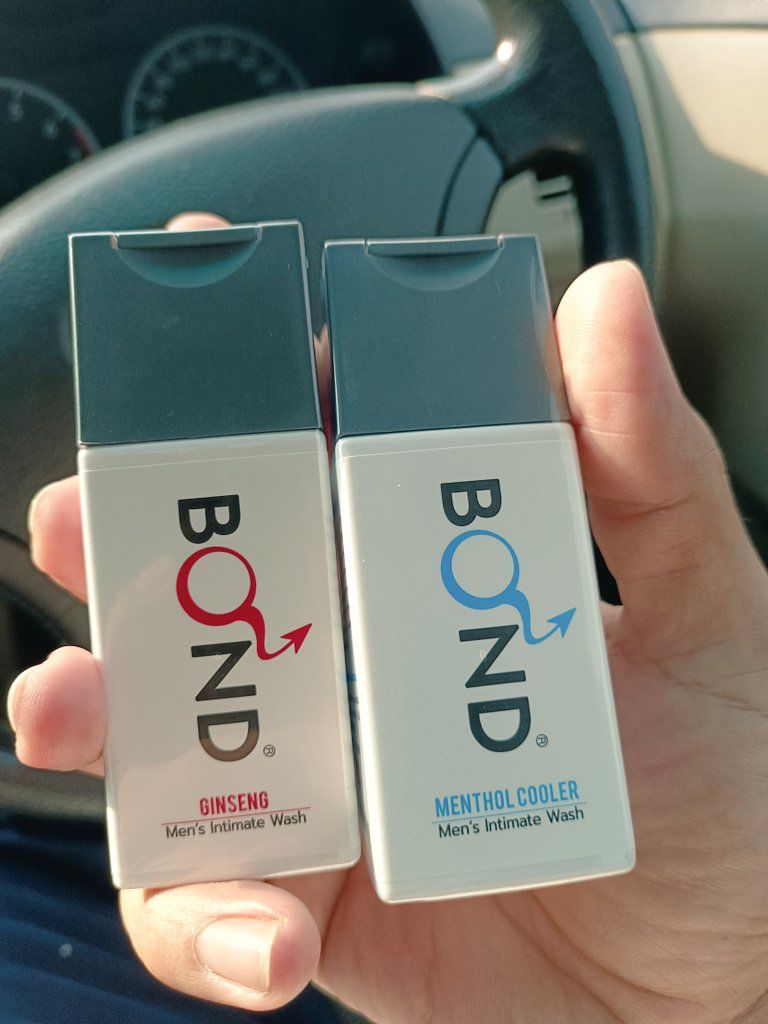 BOND®
GINSENG
Men's Intimate Wash
BOND®
MENTHOL COOLER
Men's Intimate Wash